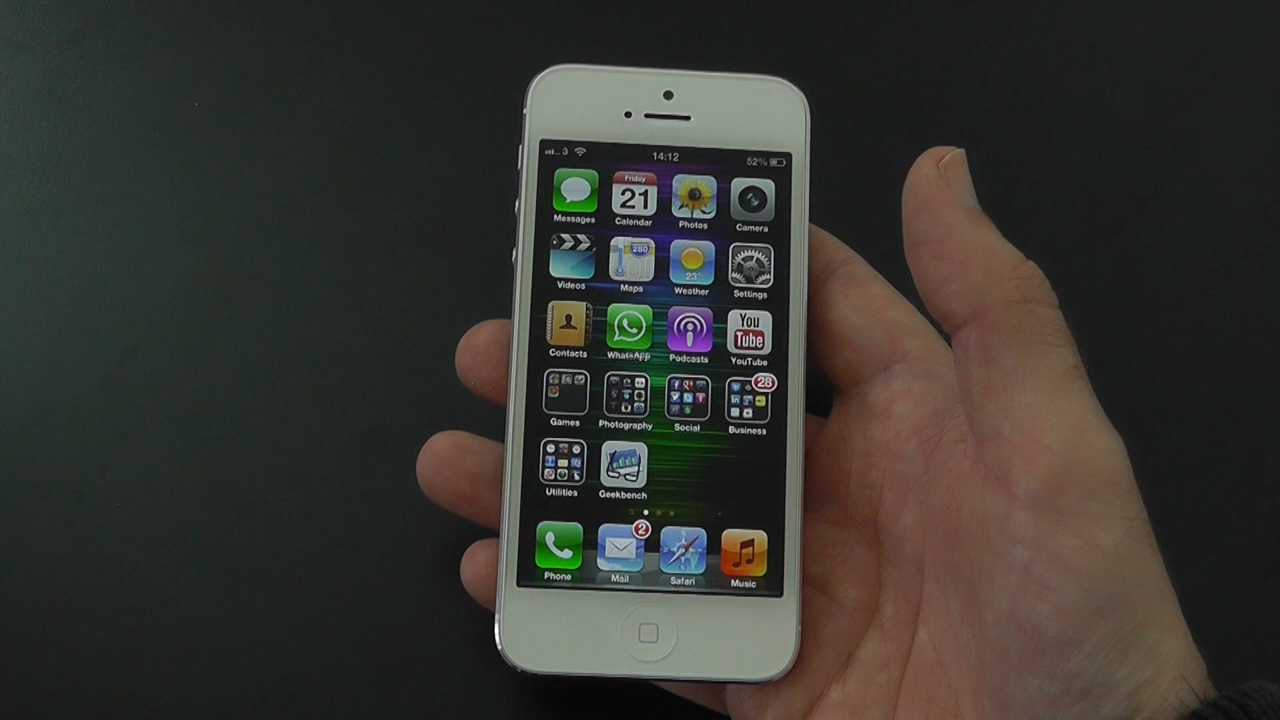 3 14:12 52%
Friday
21 280 23°
Messages Calendar Photos Camera
Videos Maps Weather Settings
You
Tube
Contacts WhatsApp Podcasts YouTube
28
Games Photography Social Business
Utilities Geekbench
2
Phone Mail Safari Music